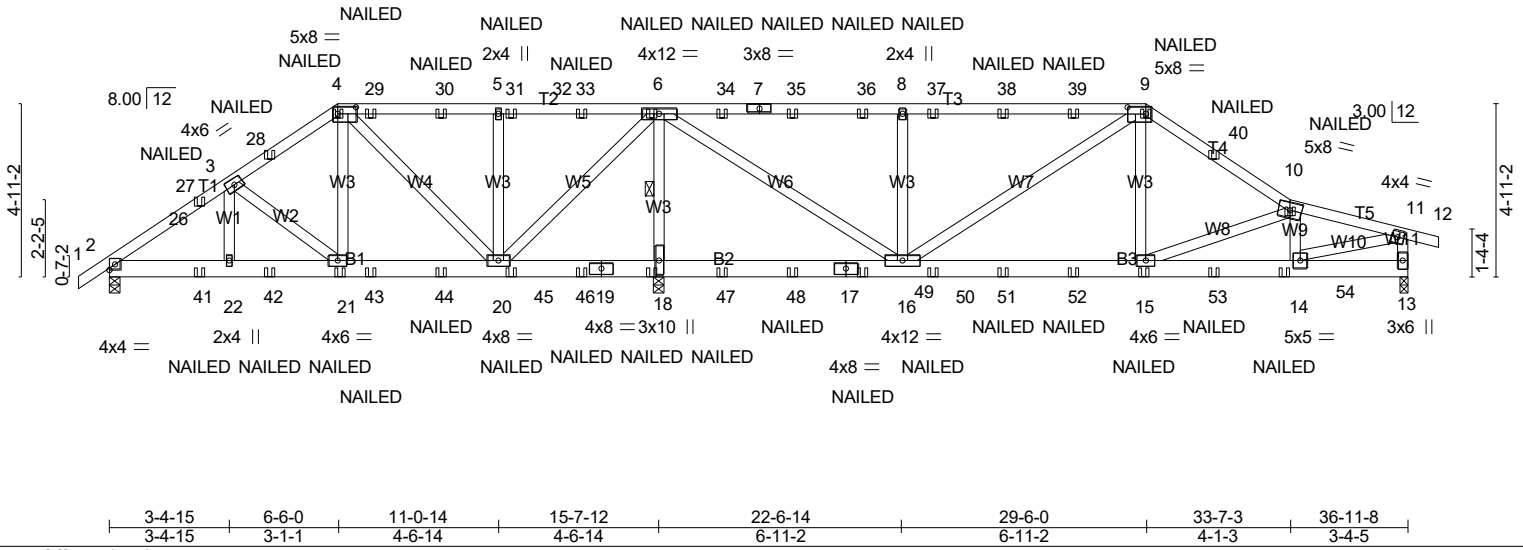 NAILED
NAILED NAILED NAILED NAILED NAILED
5x8 = 2x4 || 4x12 = 3x8 = 2x4 || NAILED
NAILED NAILED NAILED NAILED NAILED 5x8 =
4 29 30 5 31 32 33 6 34 7 35 36 8 37 38 39 9
8.00 12 T2 T3 NAILED 3.00 12
NAILED 40 NAILED
4x6 = 28 T4 5x8 =
NAILED 3 10 4x4 =
27 T1 W3 W4 W3 W5 W6 W3 W7 W3
26 W1 W2 W3 W8 W9 T5 11 12
4-11-2 2-2-5 0-7-2 1 2 W10 W11 1-4-4 4-11-2
B1 B2 B3
41 22 42 21 43 44 20 45 46 19 18 47 48 17 16 49 50 51 52 15 53 14 54 13
NAILED 4x8 = 3x10 || NAILED NAILED NAILED NAILED 3x6 ||
4x4 = 2x4 || 4x6 = 4x8 = 4x12 = 4x6 = 5x5 =
NAILED NAILED NAILED NAILED NAILED NAILED NAILED 4x8 = NAILED NAILED NAILED
NAILED NAILED
3-4-15 6-6-0 11-0-14 15-7-12 22-6-14 29-6-0 33-7-3 36-11-8
3-4-15 3-1-1 4-6-14 4-6-14 6-11-2 6-11-2 4-1-3 3-4-5